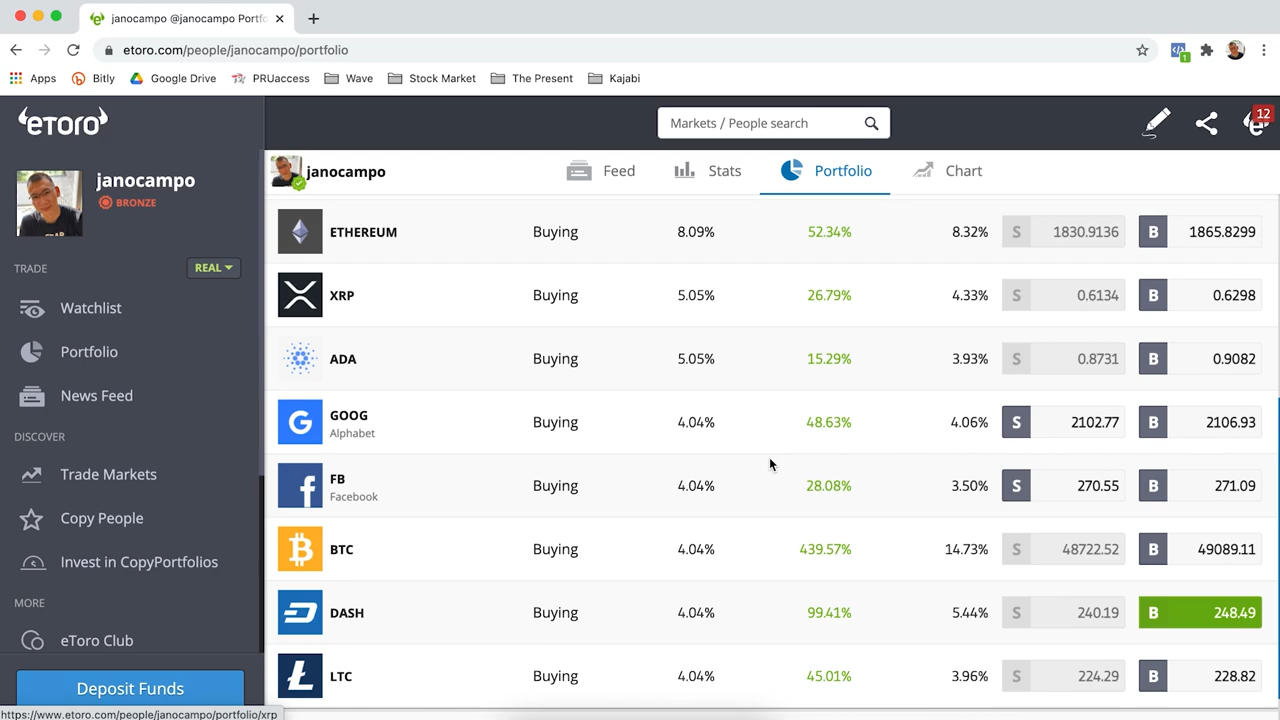 janocampo @janocampo Portfo
etoro.com/people/janocampo/portfolio
1
Apps Bitly Google Drive PRUaccess Wave Stock Market The Present Kajabi
eToro
Markets / People search
12
janocampo
BRONZE
janocampo Feed Stats Portfolio Chart
TRADE REAL
Watchlist
Portfolio
News Feed
DISCOVER
Trade Markets
Copy People
Invest in CopyPortfolios
MORE
eToro Club
Deposit Funds
https://www.etoro.com/people/janocampo/portfolio/xrp
ETHEREUM Buying 8.09% 52.34% 8.32% S 1830.9136 B 1865.8299
XRP Buying 5.05% 26.79% 4.33% S 0.6134 B 0.6298
ADA Buying 5.05% 15.29% 3.93% S 0.8731 B 0.9082
GOOG Buying 4.04% 48.63% 4.06% S 2102.77 B 2106.93
Alphabet
FB Buying 4.04% 28.08% 3.50% S 270.55 B 271.09
Facebook
BTC Buying 4.04% 439.57% 14.73% S 48722.52 B 49089.11
DASH Buying 4.04% 99.41% 5.44% S 240.19 B 248.49
LTC Buying 4.04% 45.01% 3.96% S 224.29 B 228.82